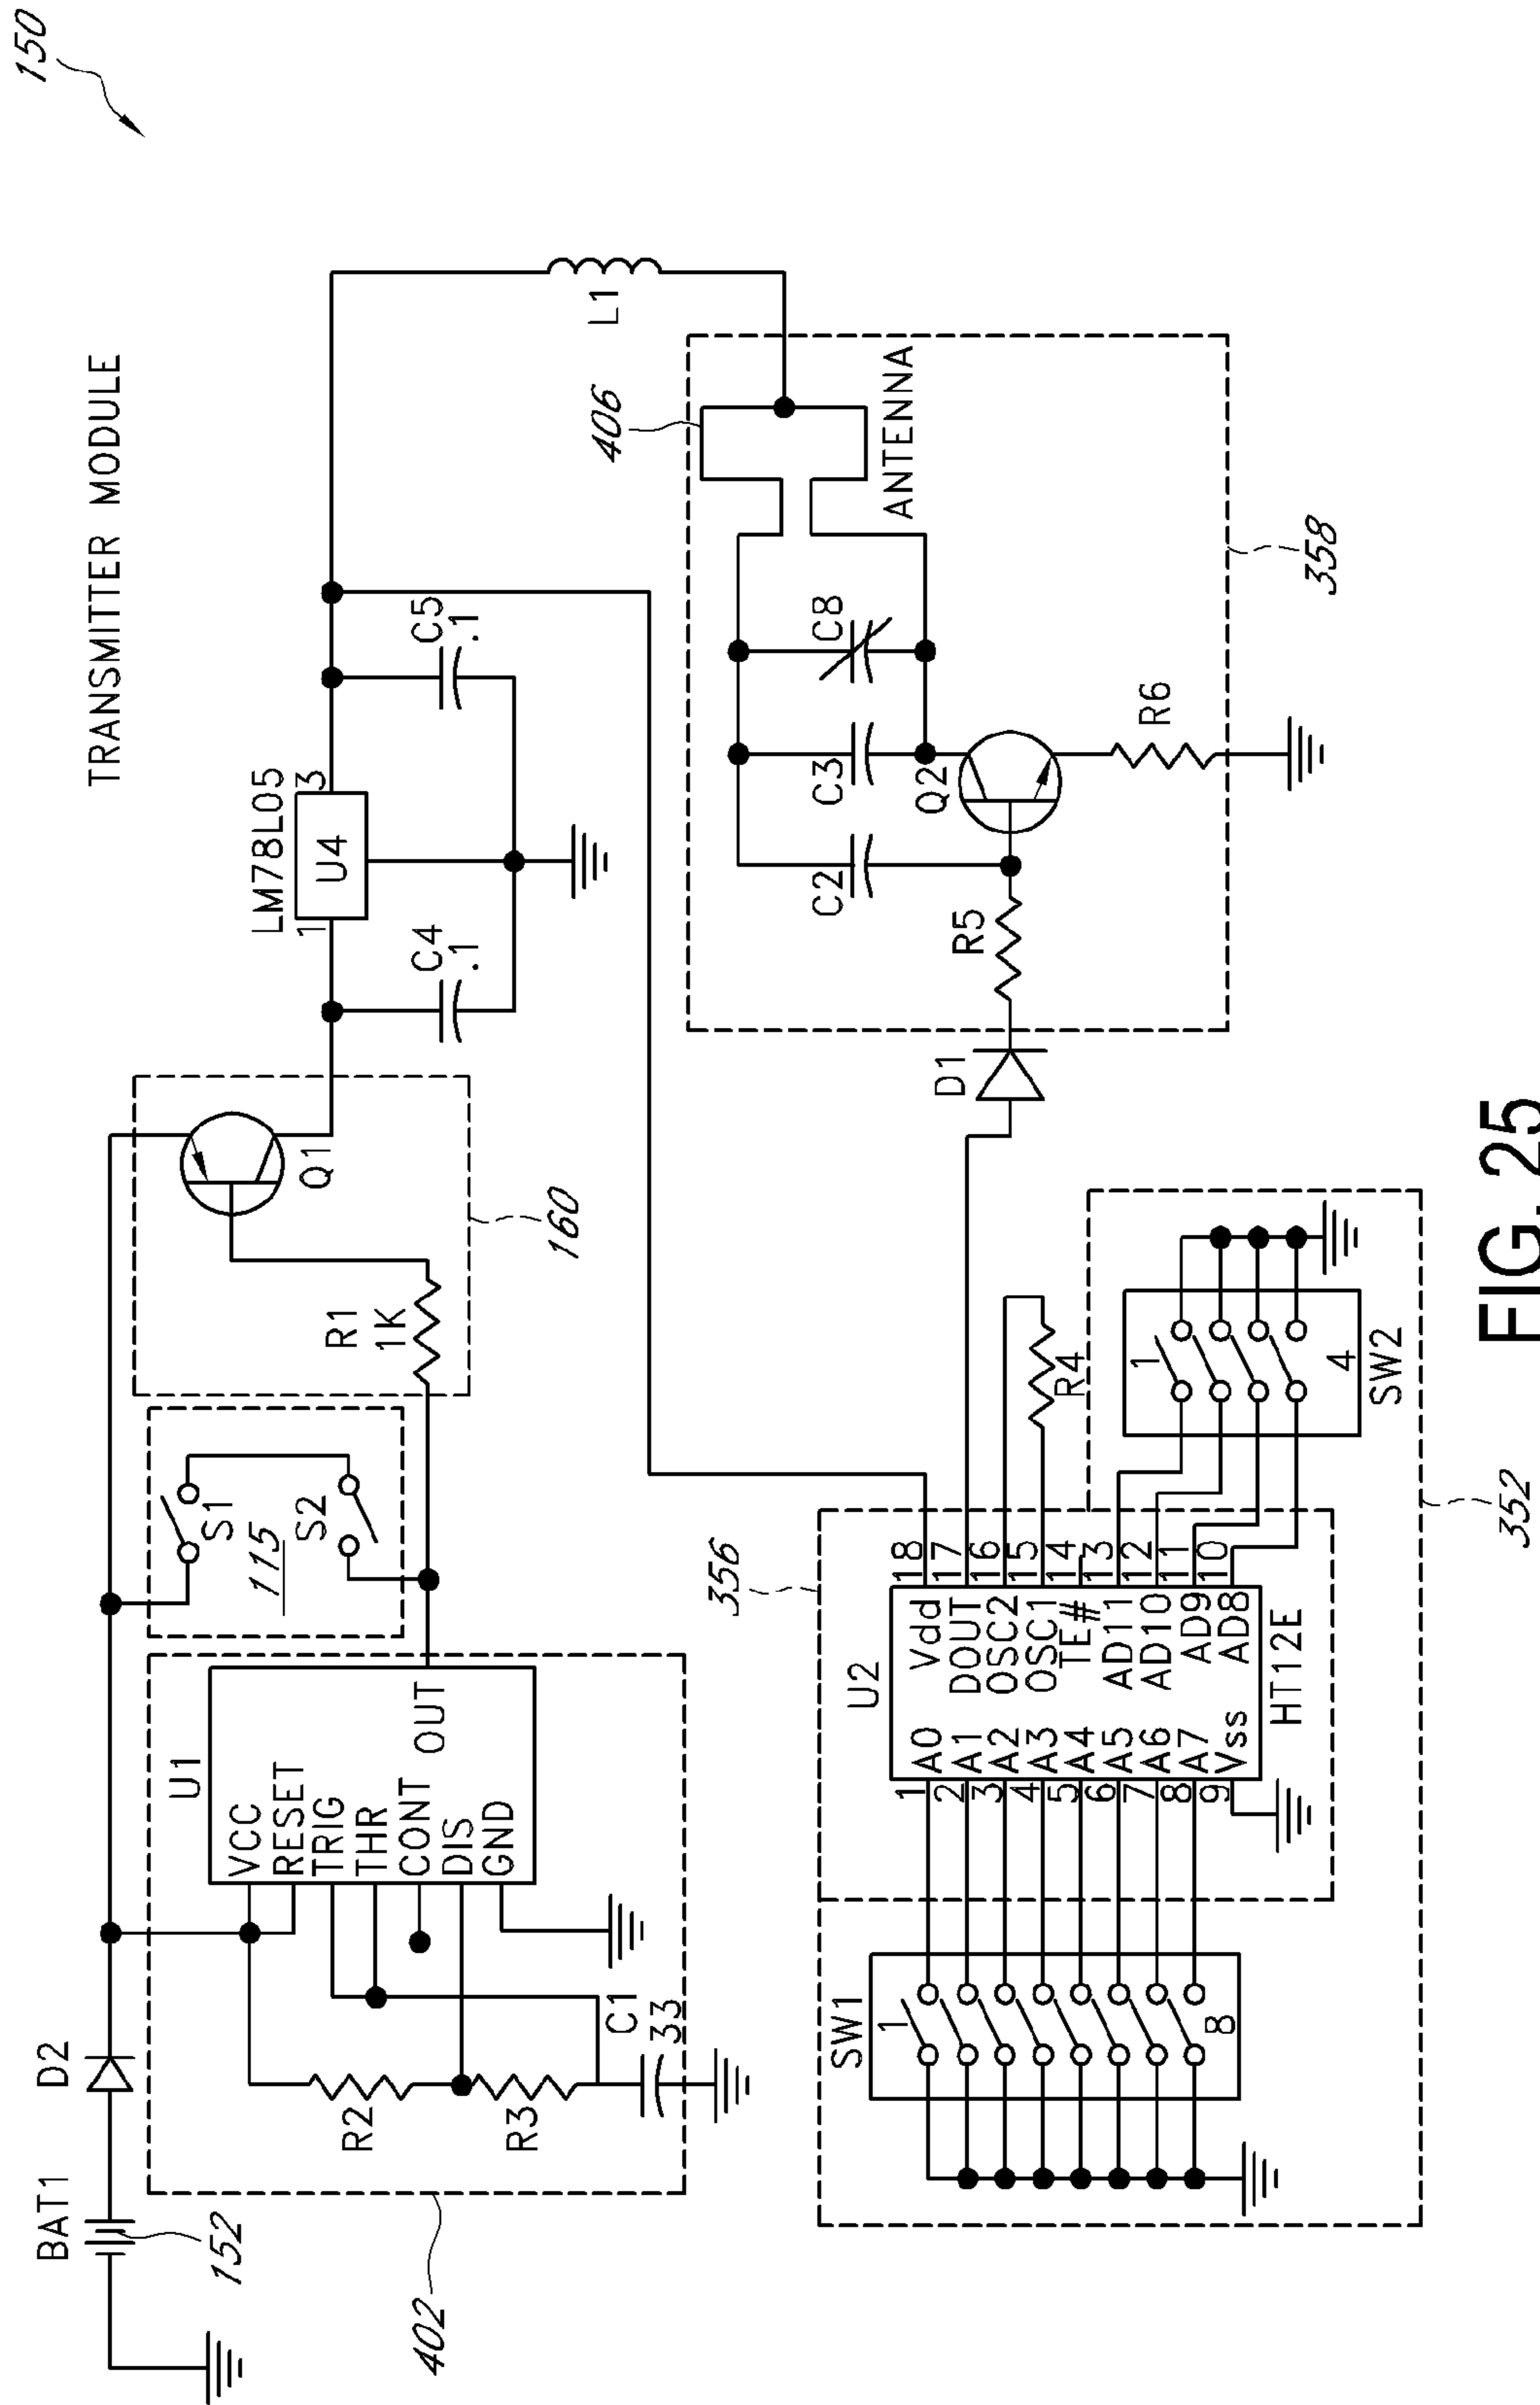 150
TRANSMITTER MODULE
BAT1
152
D2
402
U1
VCC
RESET
TRIG
THR
CONT
DIS
GND
OUT
R2
R3
C1
33
S1
115
S2
R1
1K
Q1
160
LM78L05
1
U4
3
C4
.1
C5
.1
L1
406
ANTENNA
C8
C3
C2
Q2
R5
R6
D1
358
356
U2
1 A0
2 A1
3 A2
4 A3
5 A4
6 A5
7 A6
8 A7
9 Vss
Vdd 18
DOUT 17
OSC2 16
OSC1 15
TE# 14
AD11 13
AD10 12
AD9 11
AD8 10
HT12E
SW1
1
8
R4
1
4
SW2
352
FIG. 25